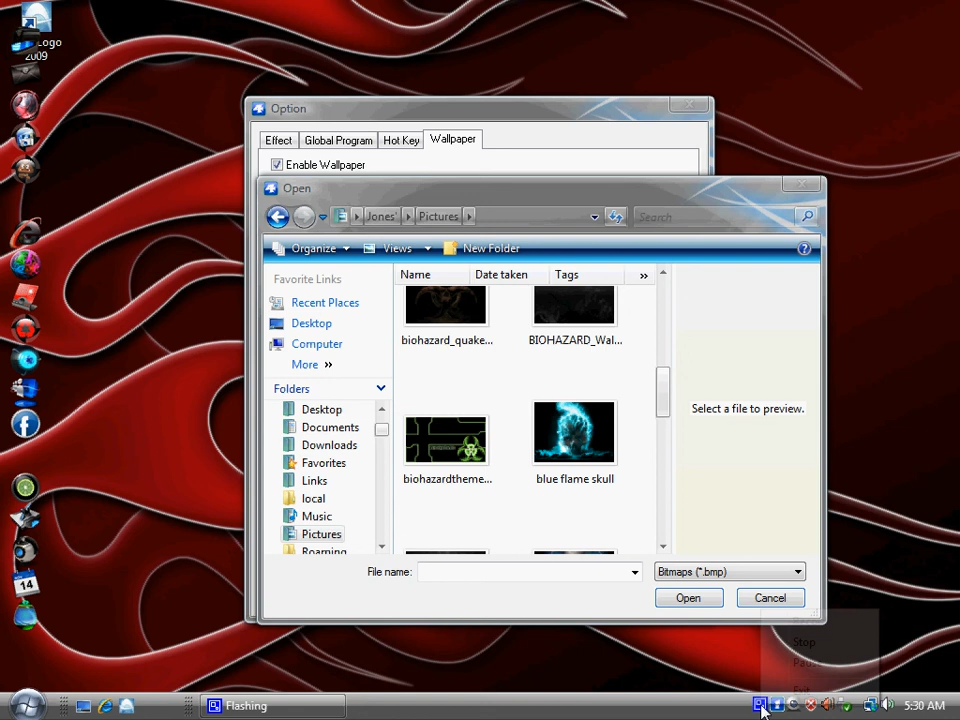 Logo
2009
Option
Effect
Global Program
Hot Key
Wallpaper
Enable Wallpaper
Open
Jones'
Pictures
Search
Organize
Views
New Folder
Favorite Links
Recent Places
Desktop
Computer
More »
Folders
Desktop
Documents
Downloads
Favorites
Links
local
Music
Pictures
Roaming
Name
Date taken
Tags
»
biohazard_quake...
BIOHAZARD_Wal...
biohazardtheme...
blue flame skull
Select a file to preview.
File name:
Bitmaps (*.bmp)
Open
Cancel
Stop
Pause
Exit
14
Flashing
5:30 AM